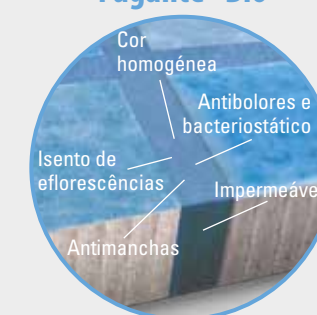 Cor
homogénea
Antibolores e
bacteriostático
Isento de
eflorescências
Impermeáve
Antimanchas